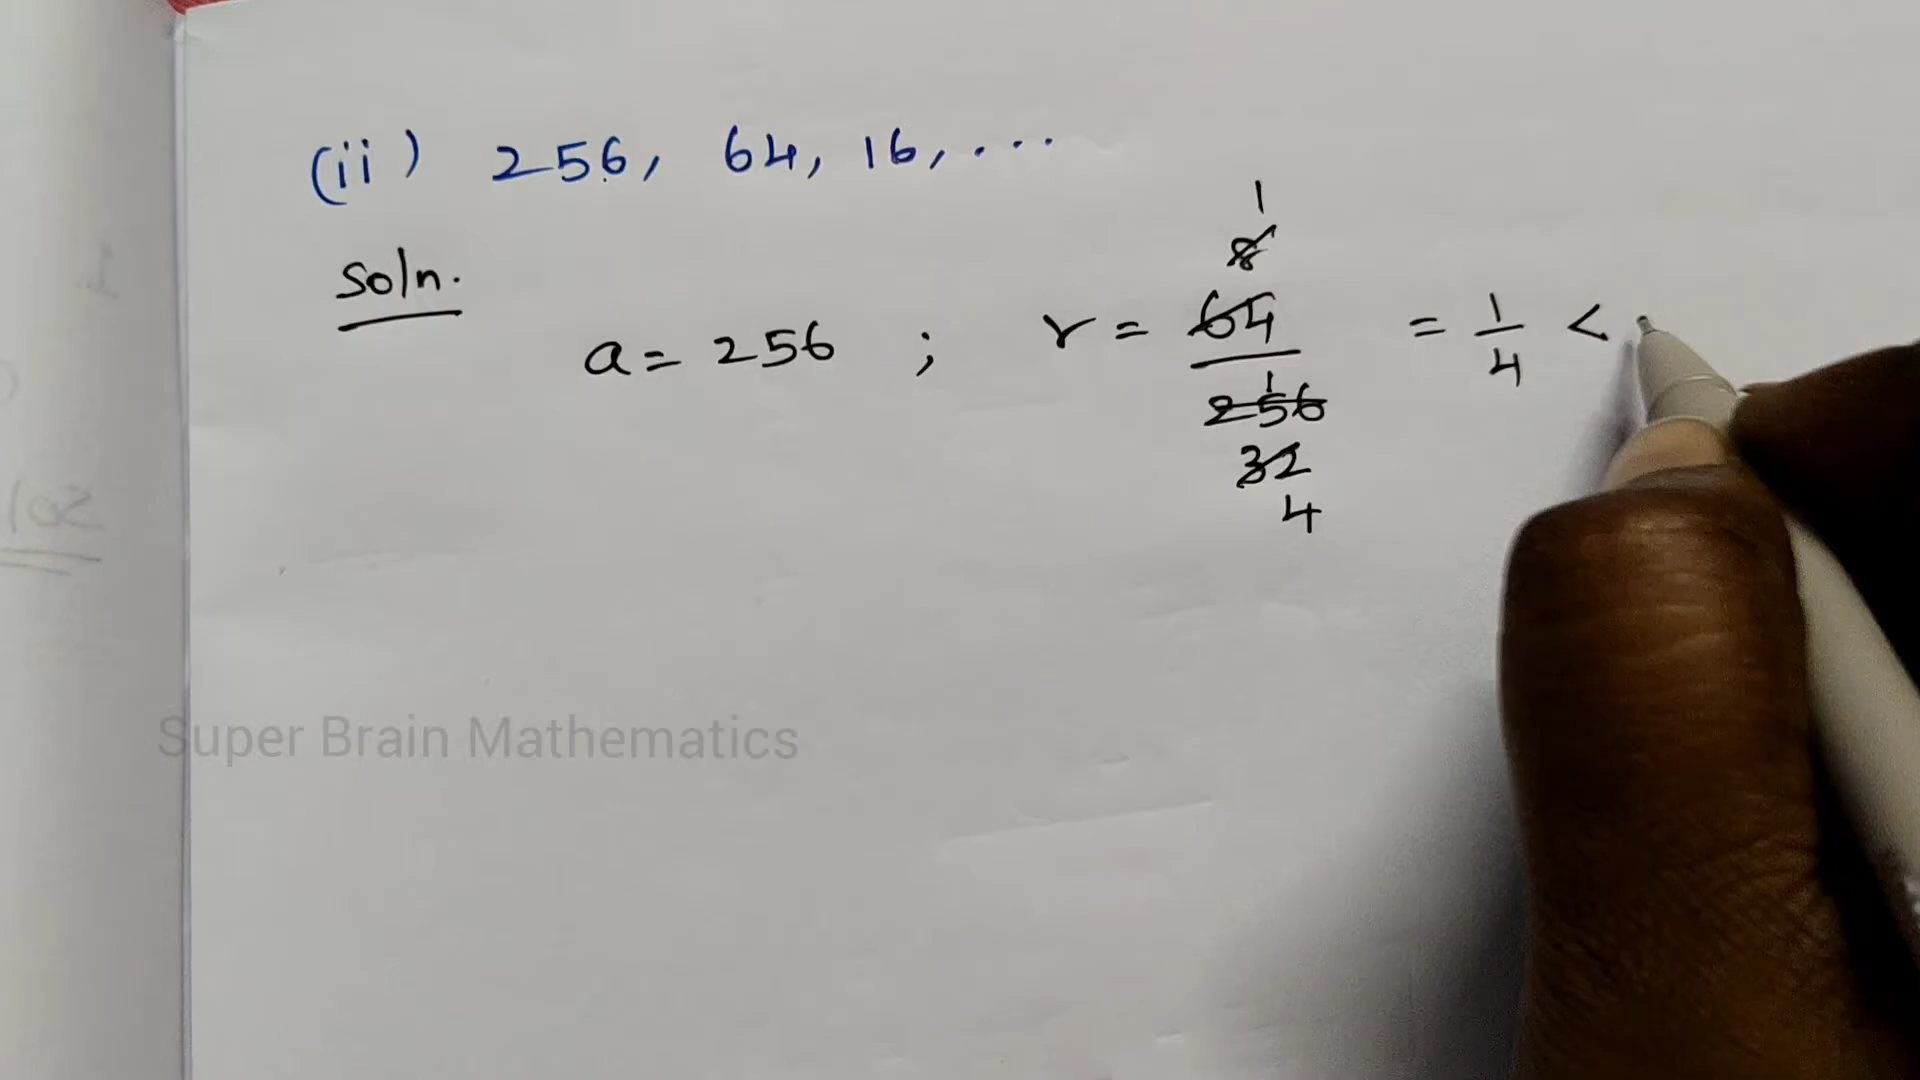 (ii) 256, 64, 16, ...
Soln.
a = 256 ; r = 64/256 = 1/4 <
1
8
1
32
4
Super Brain Mathematics